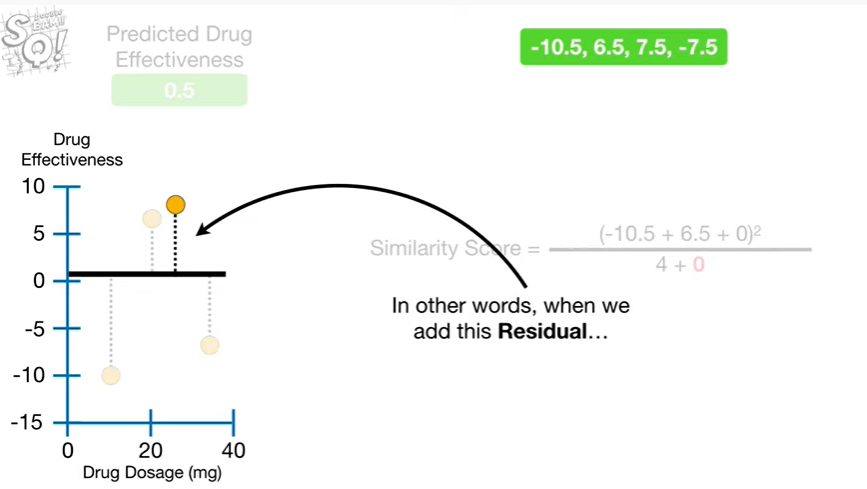 SQ!
Predicted Drug
Effectiveness
0.5
-10.5, 6.5, 7.5, -7.5
Drug
Effectiveness
10
5
0
-5
-10
-15
0 20 40
Drug Dosage (mg)
Similarity Score = (-10.5 + 6.5 + 0)²
4 + 0
In other words, when we
add this Residual…